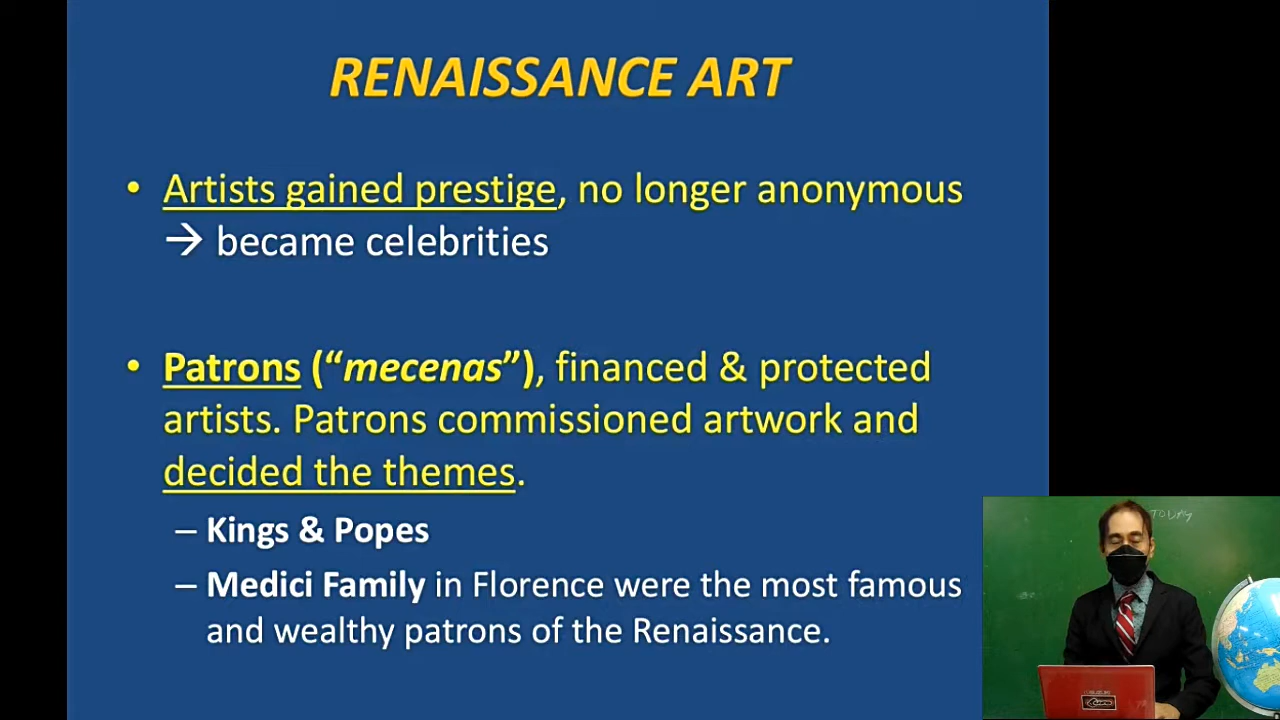 RENAISSANCE ART
• Artists gained prestige, no longer anonymous
→ became celebrities
• Patrons (“mecenas”), financed & protected
artists. Patrons commissioned artwork and
decided the themes.
– Kings & Popes
– Medici Family in Florence were the most famous
and wealthy patrons of the Renaissance.
TODAY